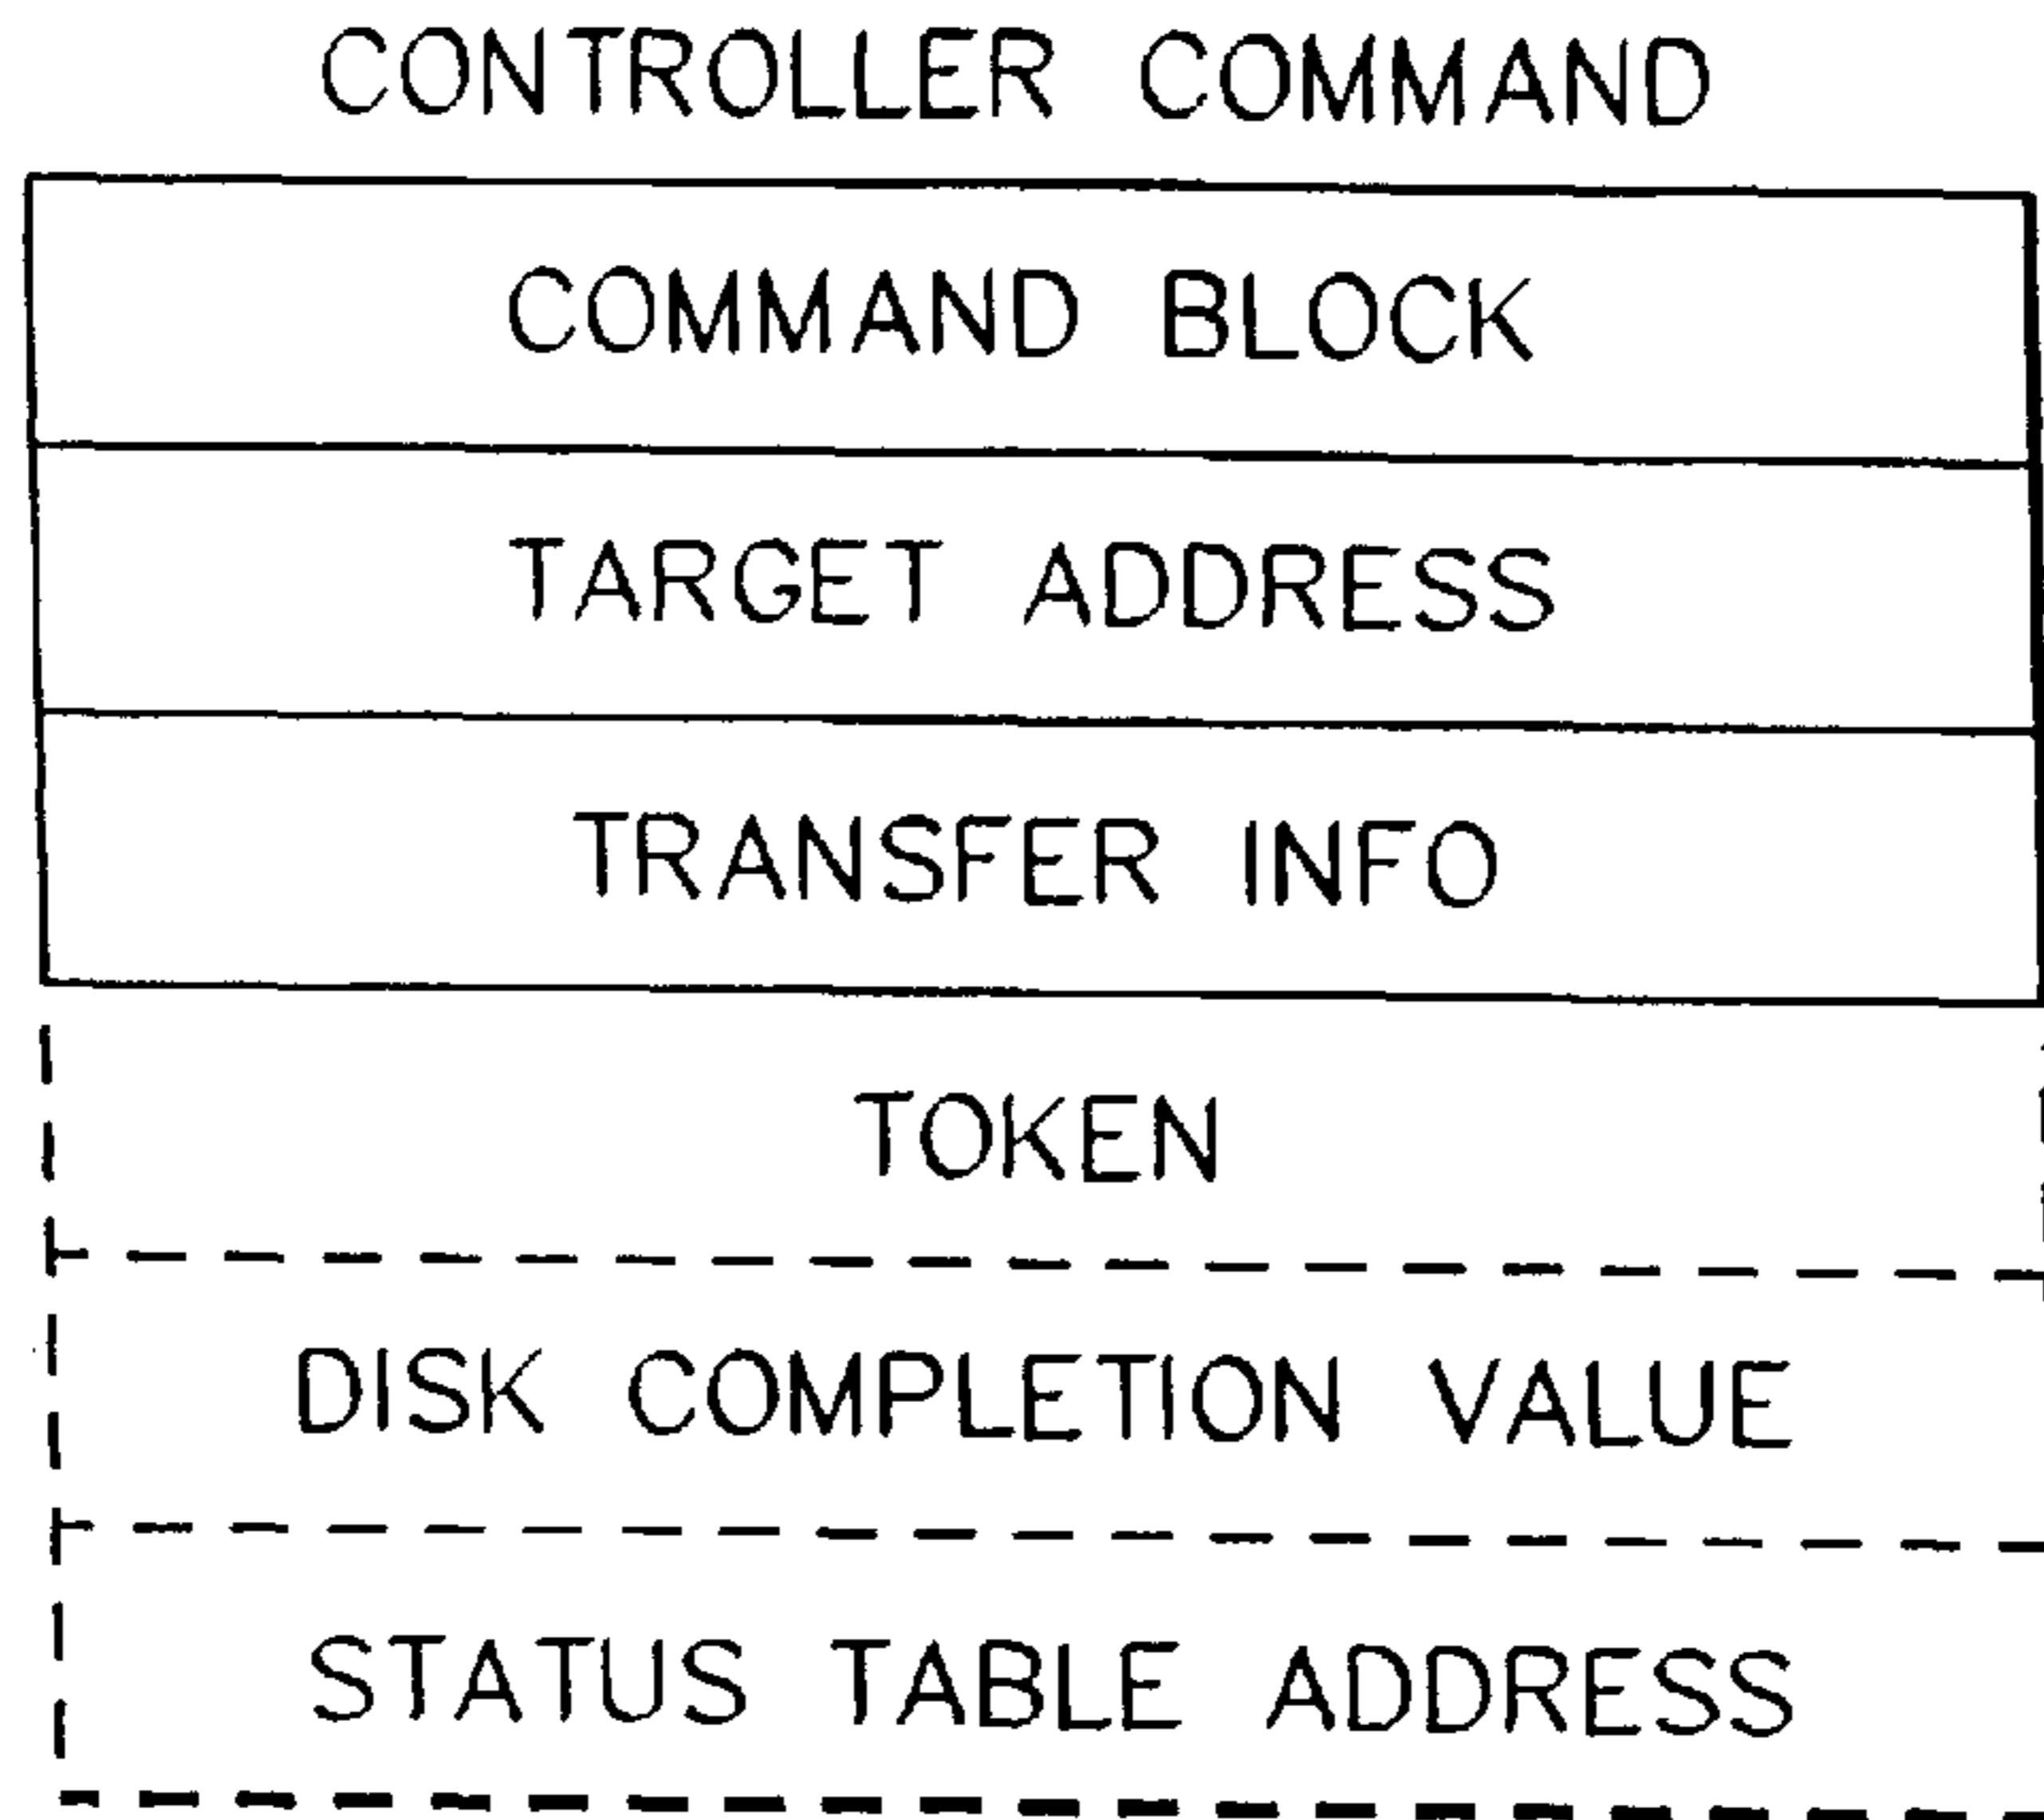 CONTROLLER COMMAND
COMMAND BLOCK
TARGET ADDRESS
TRANSFER INFO
TOKEN
DISK COMPLETION VALUE
STATUS TABLE ADDRESS